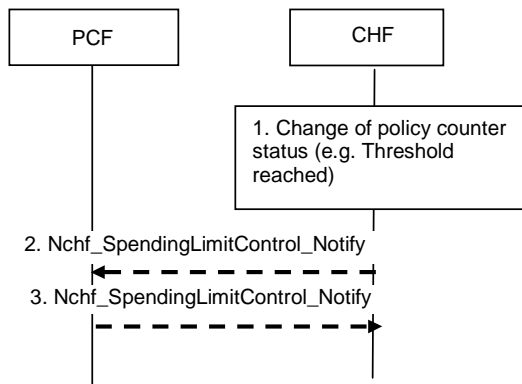 PCF
CHF
1. Change of policy counter
status (e.g. Threshold
reached)
2. Nchf_SpendingLimitControl_Notify
3. Nchf_SpendingLimitControl_Notify